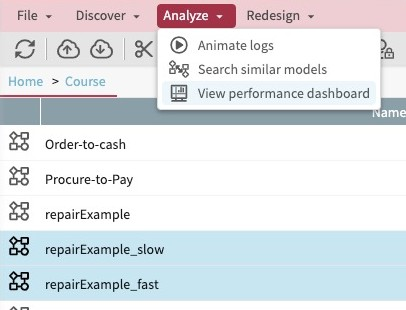 File Discover Analyze Redesign
Animate logs
Search similar models
View performance dashboard
Home > Course
Name
Order-to-cash
Procure-to-Pay
repairExample
repairExample_slow
repairExample_fast